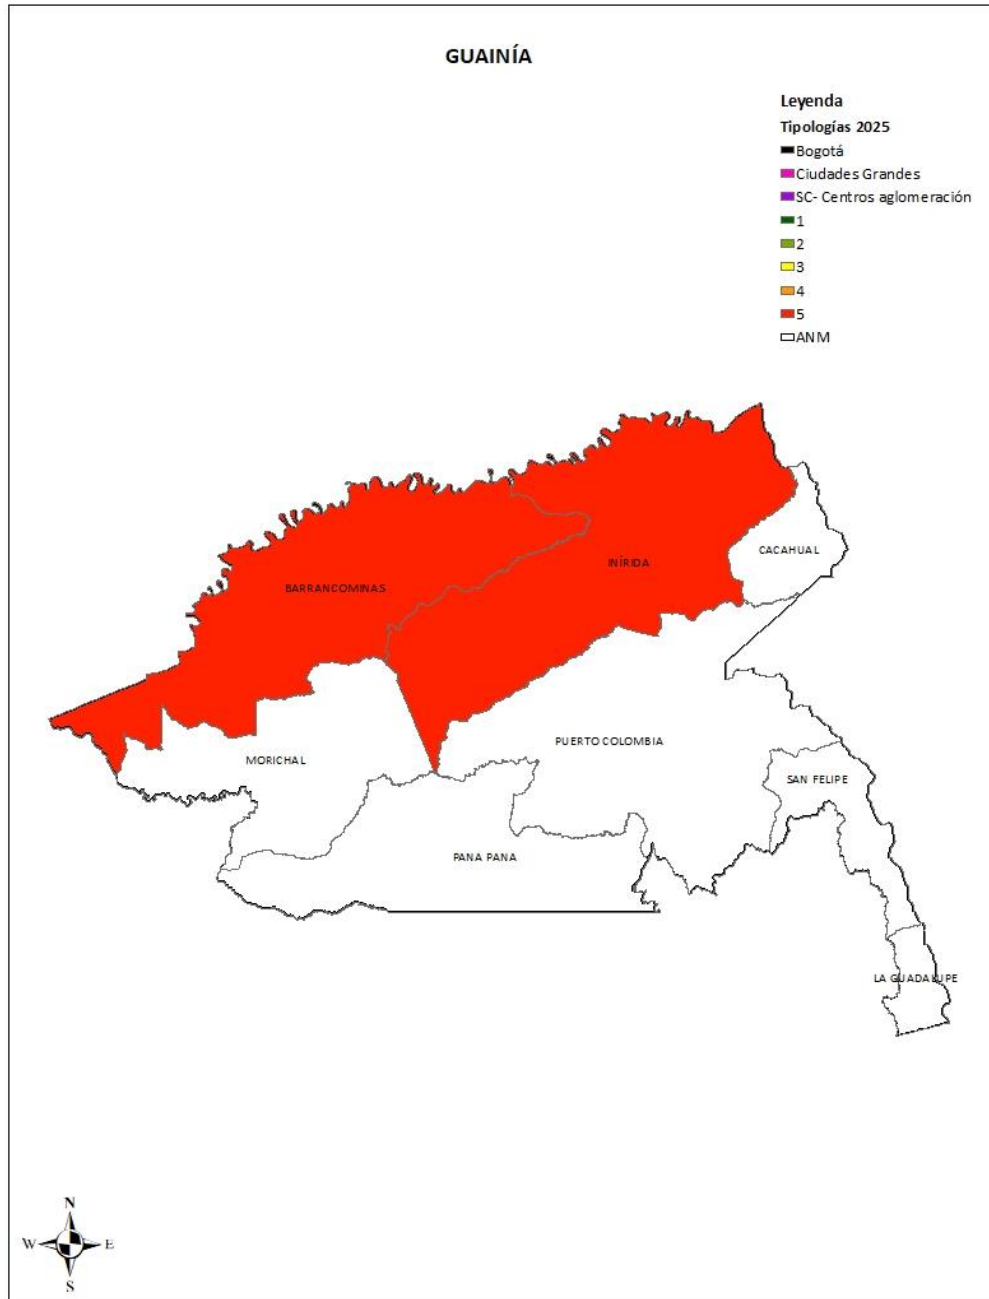 GUAINÍA
Leyenda
Tipologías 2025
Bogotá
Ciudades Grandes
SC- Centros aglomeración
1
2
3
4
5
ANM
CACAHUAL
INÍRIDA
BARRANCOMINAS
PUERTO COLOMBIA
MORICHAL
SAN FELIPE
PANA PANA
LA GUADALUPE
N
W E
S